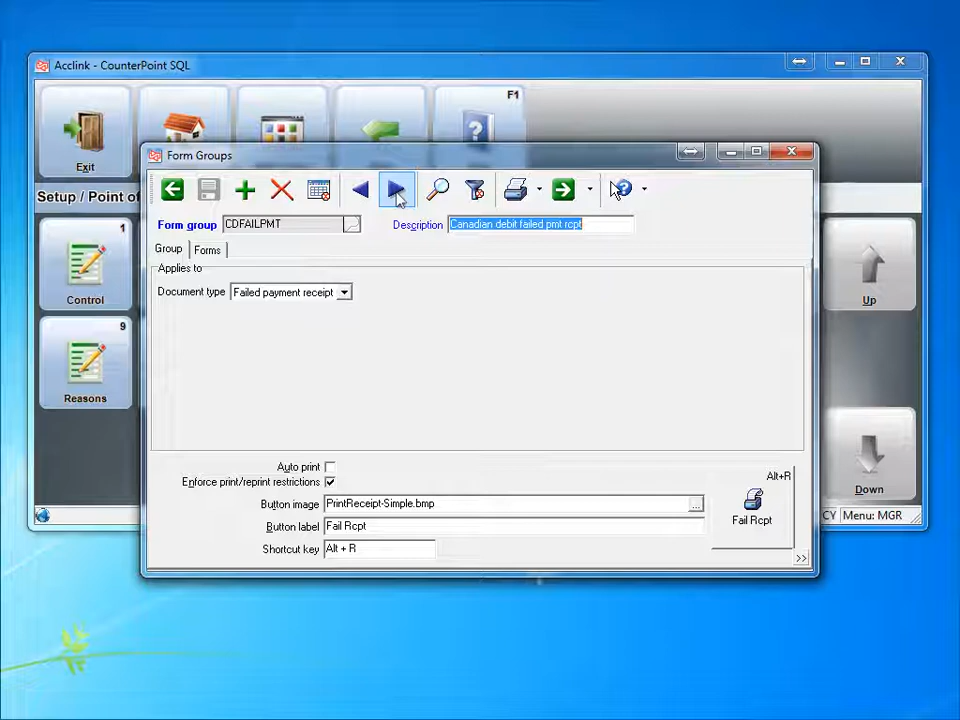 Acclink - CounterPoint SQL
F1
Exit
Setup / Point of
1
Control
9
Reasons
Up
Down
CY Menu: MGR
Form Groups
Form group CDFAILPMT Description Canadian debit failed pmt rcpt
Group Forms
Applies to
Document type Failed payment receipt
Auto print
Enforce print/reprint restrictions
Button image PrintReceipt-Simple.bmp ...
Button label Fail Rcpt
Shortcut key Alt + R
Alt+R
Fail Rcpt
>>